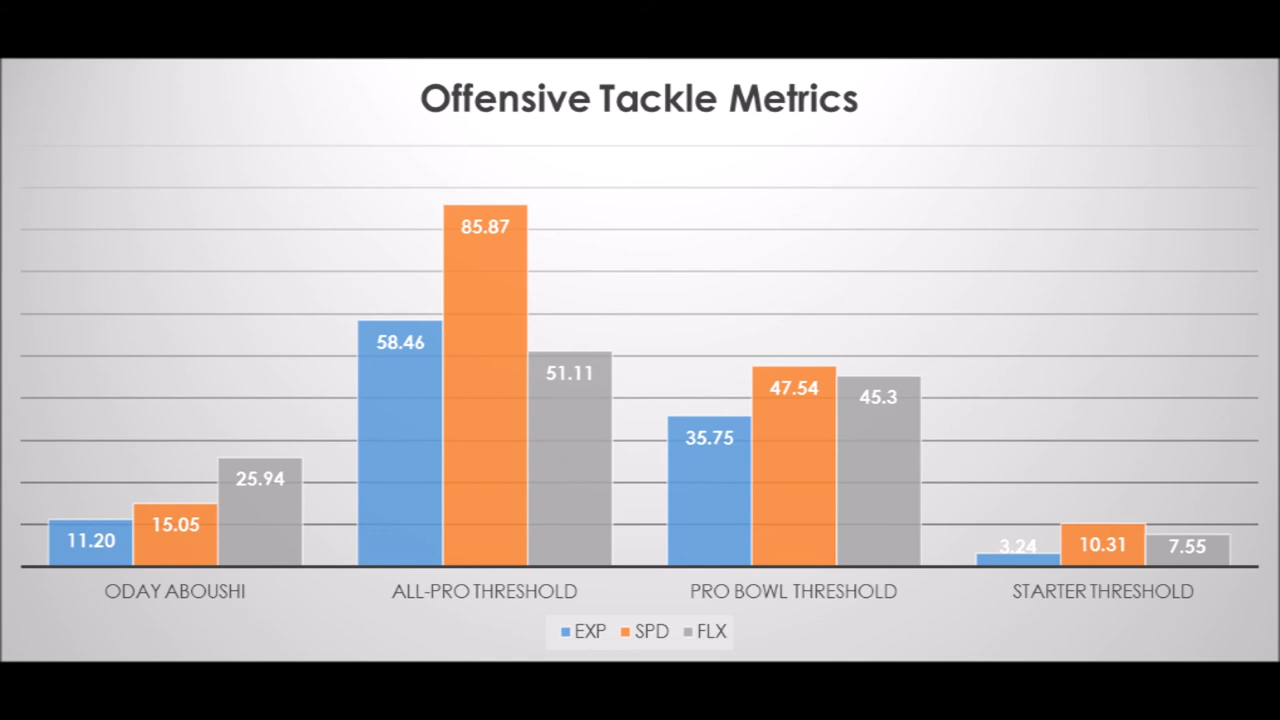 Offensive Tackle Metrics
85.87
58.46
51.11
47.54
45.3
35.75
25.94
15.05
11.20
3.24
10.31
7.55
ODAY ABOUSHI
ALL-PRO THRESHOLD
PRO BOWL THRESHOLD
STARTER THRESHOLD
EXP SPD FLX